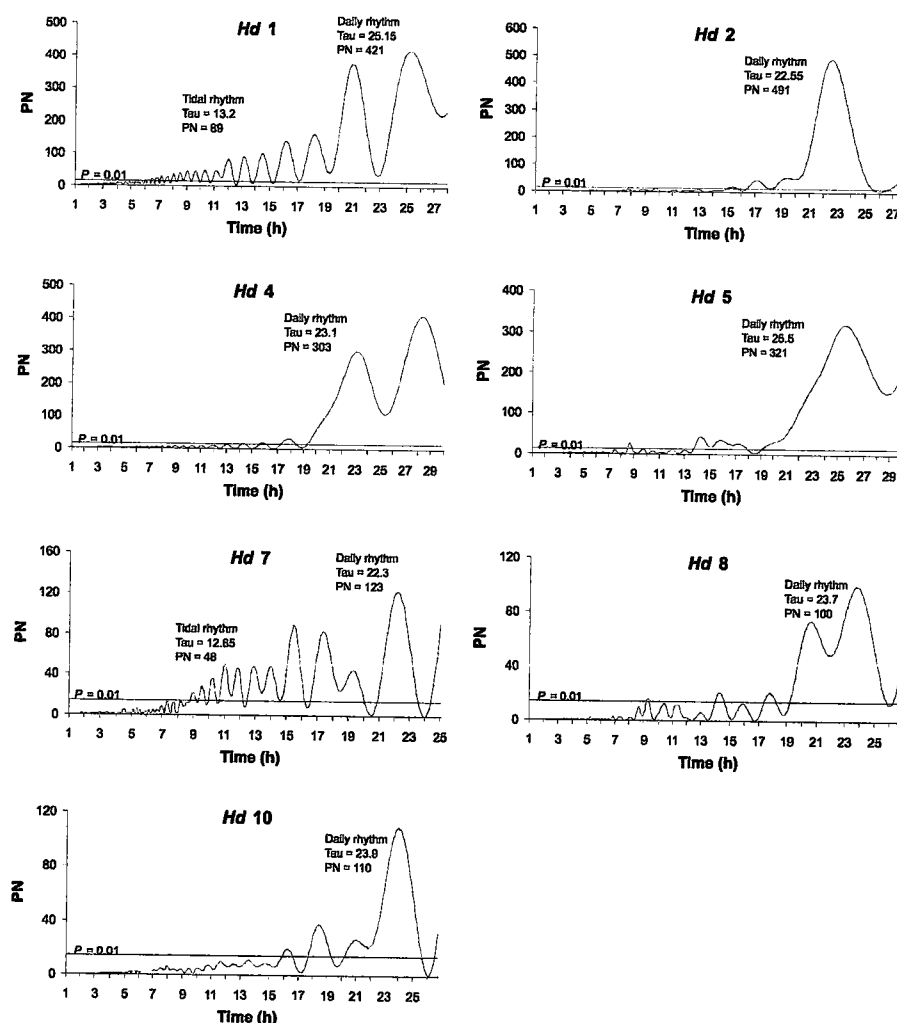 Hd 1
Daily rhythm
Tau = 25.15
PN = 421
Tidal rhythm
Tau = 13.2
PN = 89
P = 0.01
PN
500
400
300
200
100
0
1 3 5 7 9 11 13 15 17 19 21 23 25 27
Time (h)
Hd 2
Daily rhythm
Tau = 22.55
PN = 491
P = 0.01
PN
600
500
400
300
200
100
0
1 3 5 7 9 11 13 15 17 19 21 23 25 27
Time (h)
Hd 4
Daily rhythm
Tau = 23.1
PN = 303
P = 0.01
PN
500
400
300
200
100
0
1 3 5 7 9 11 13 15 17 19 21 23 25 27 29
Time (h)
Hd 5
Daily rhythm
Tau = 25.5
PN = 321
P = 0.01
PN
400
300
200
100
0
1 3 5 7 9 11 13 15 17 19 21 23 25 27 29
Time (h)
Hd 7
Daily rhythm
Tau = 22.3
PN = 123
Tidal rhythm
Tau = 12.65
PN = 48
P = 0.01
PN
160
120
80
40
0
1 3 5 7 9 11 13 15 17 19 21 23 25
Time (h)
Hd 8
Daily rhythm
Tau = 23.7
PN = 100
P = 0.01
PN
120
80
40
0
1 3 5 7 9 11 13 15 17 19 21 23 25
Time (h)
Hd 10
Daily rhythm
Tau = 23.8
PN = 110
P = 0.01
PN
120
80
40
0
1 3 5 7 9 11 13 15 17 19 21 23 25
Time (h)